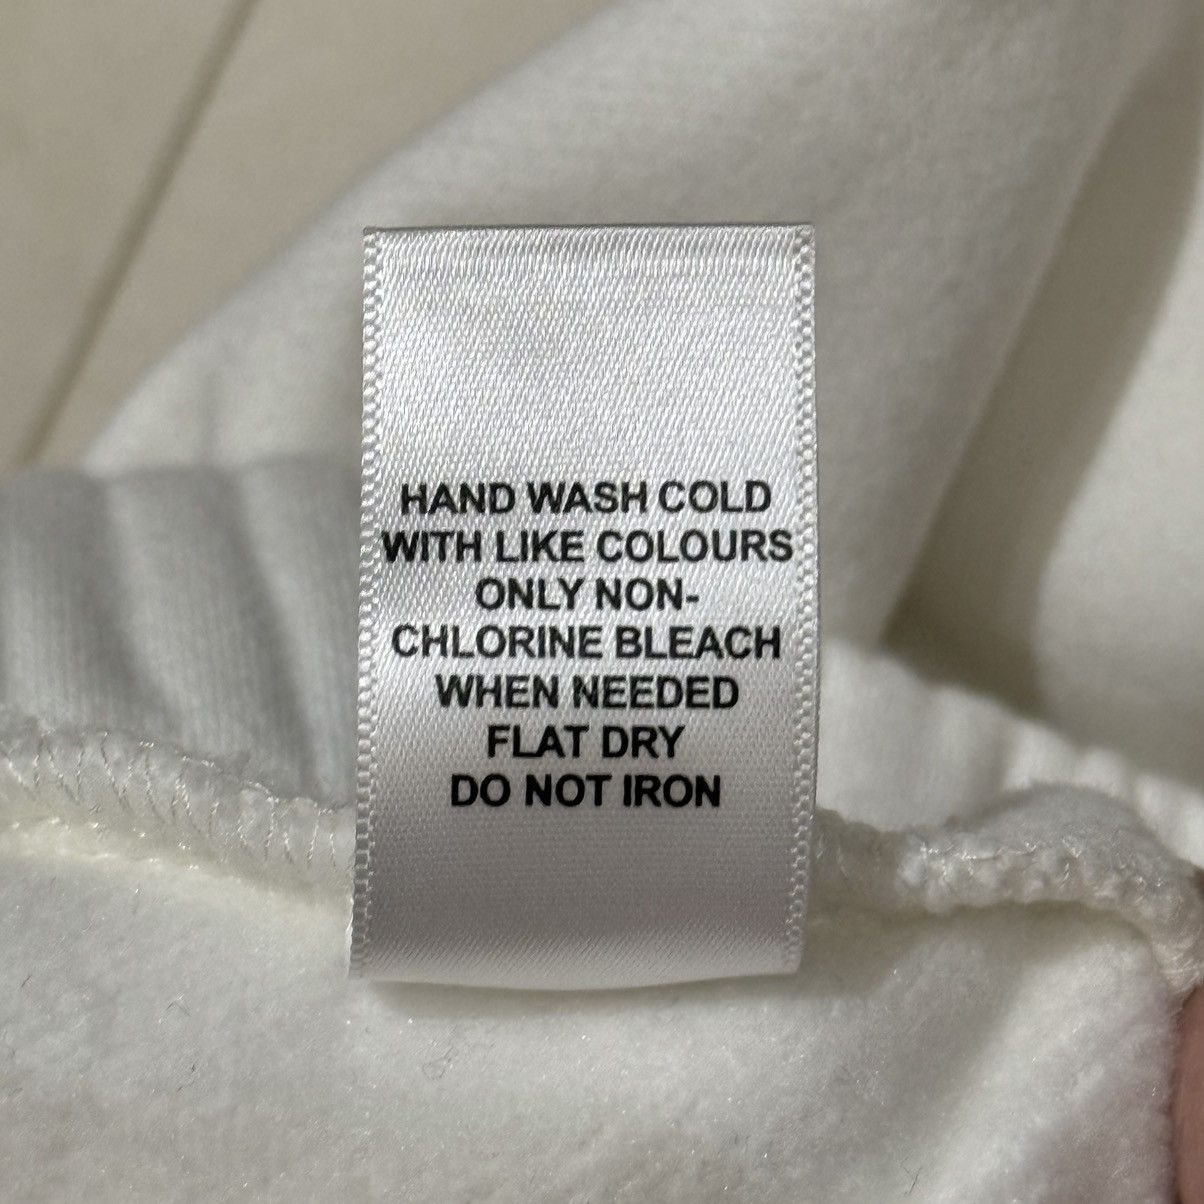 HAND WASH COLD
WITH LIKE COLOURS
ONLY NON-
CHLORINE BLEACH
WHEN NEEDED
FLAT DRY
DO NOT IRON